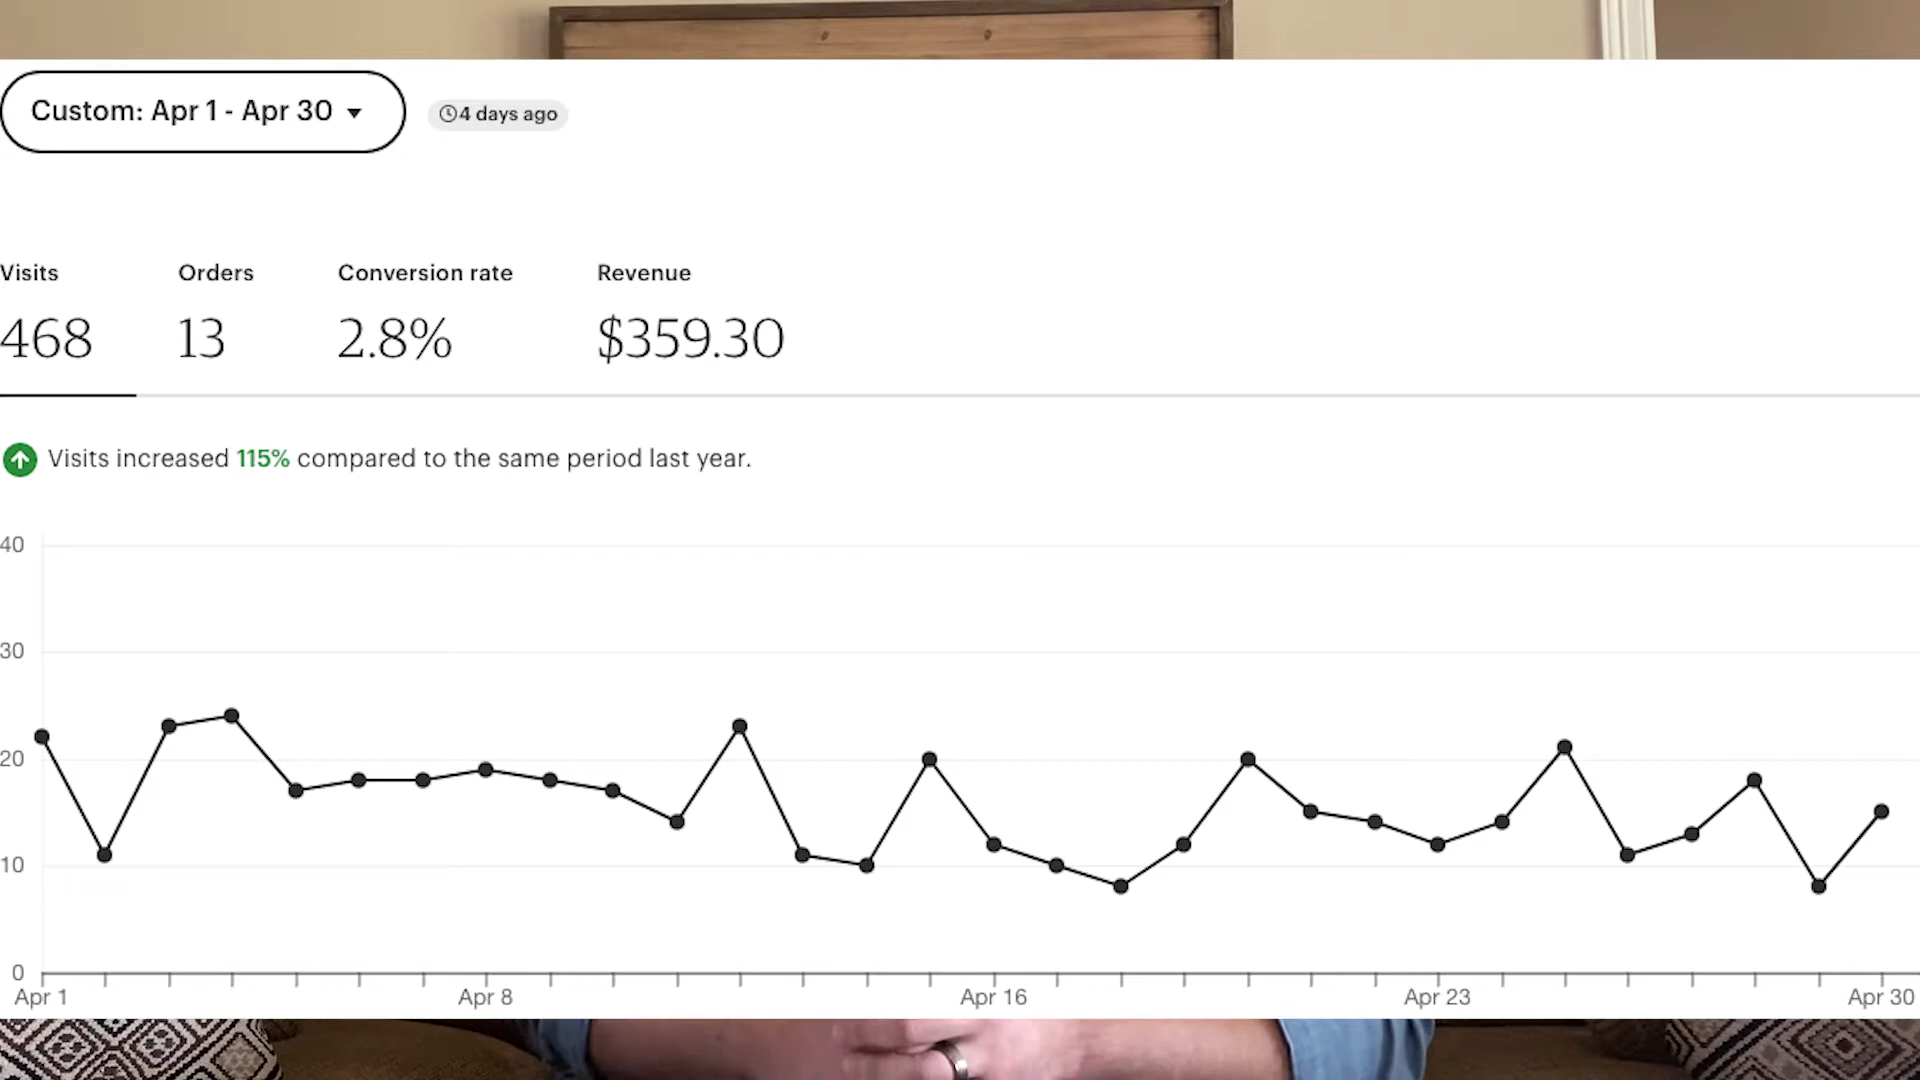 Custom: Apr 1 - Apr 30
4 days ago
Visits Orders Conversion rate Revenue
468 13 2.8% $359.30
Visits increased 115% compared to the same period last year.
40
30
20
10
0
Apr 1 Apr 8 Apr 16 Apr 23 Apr 30